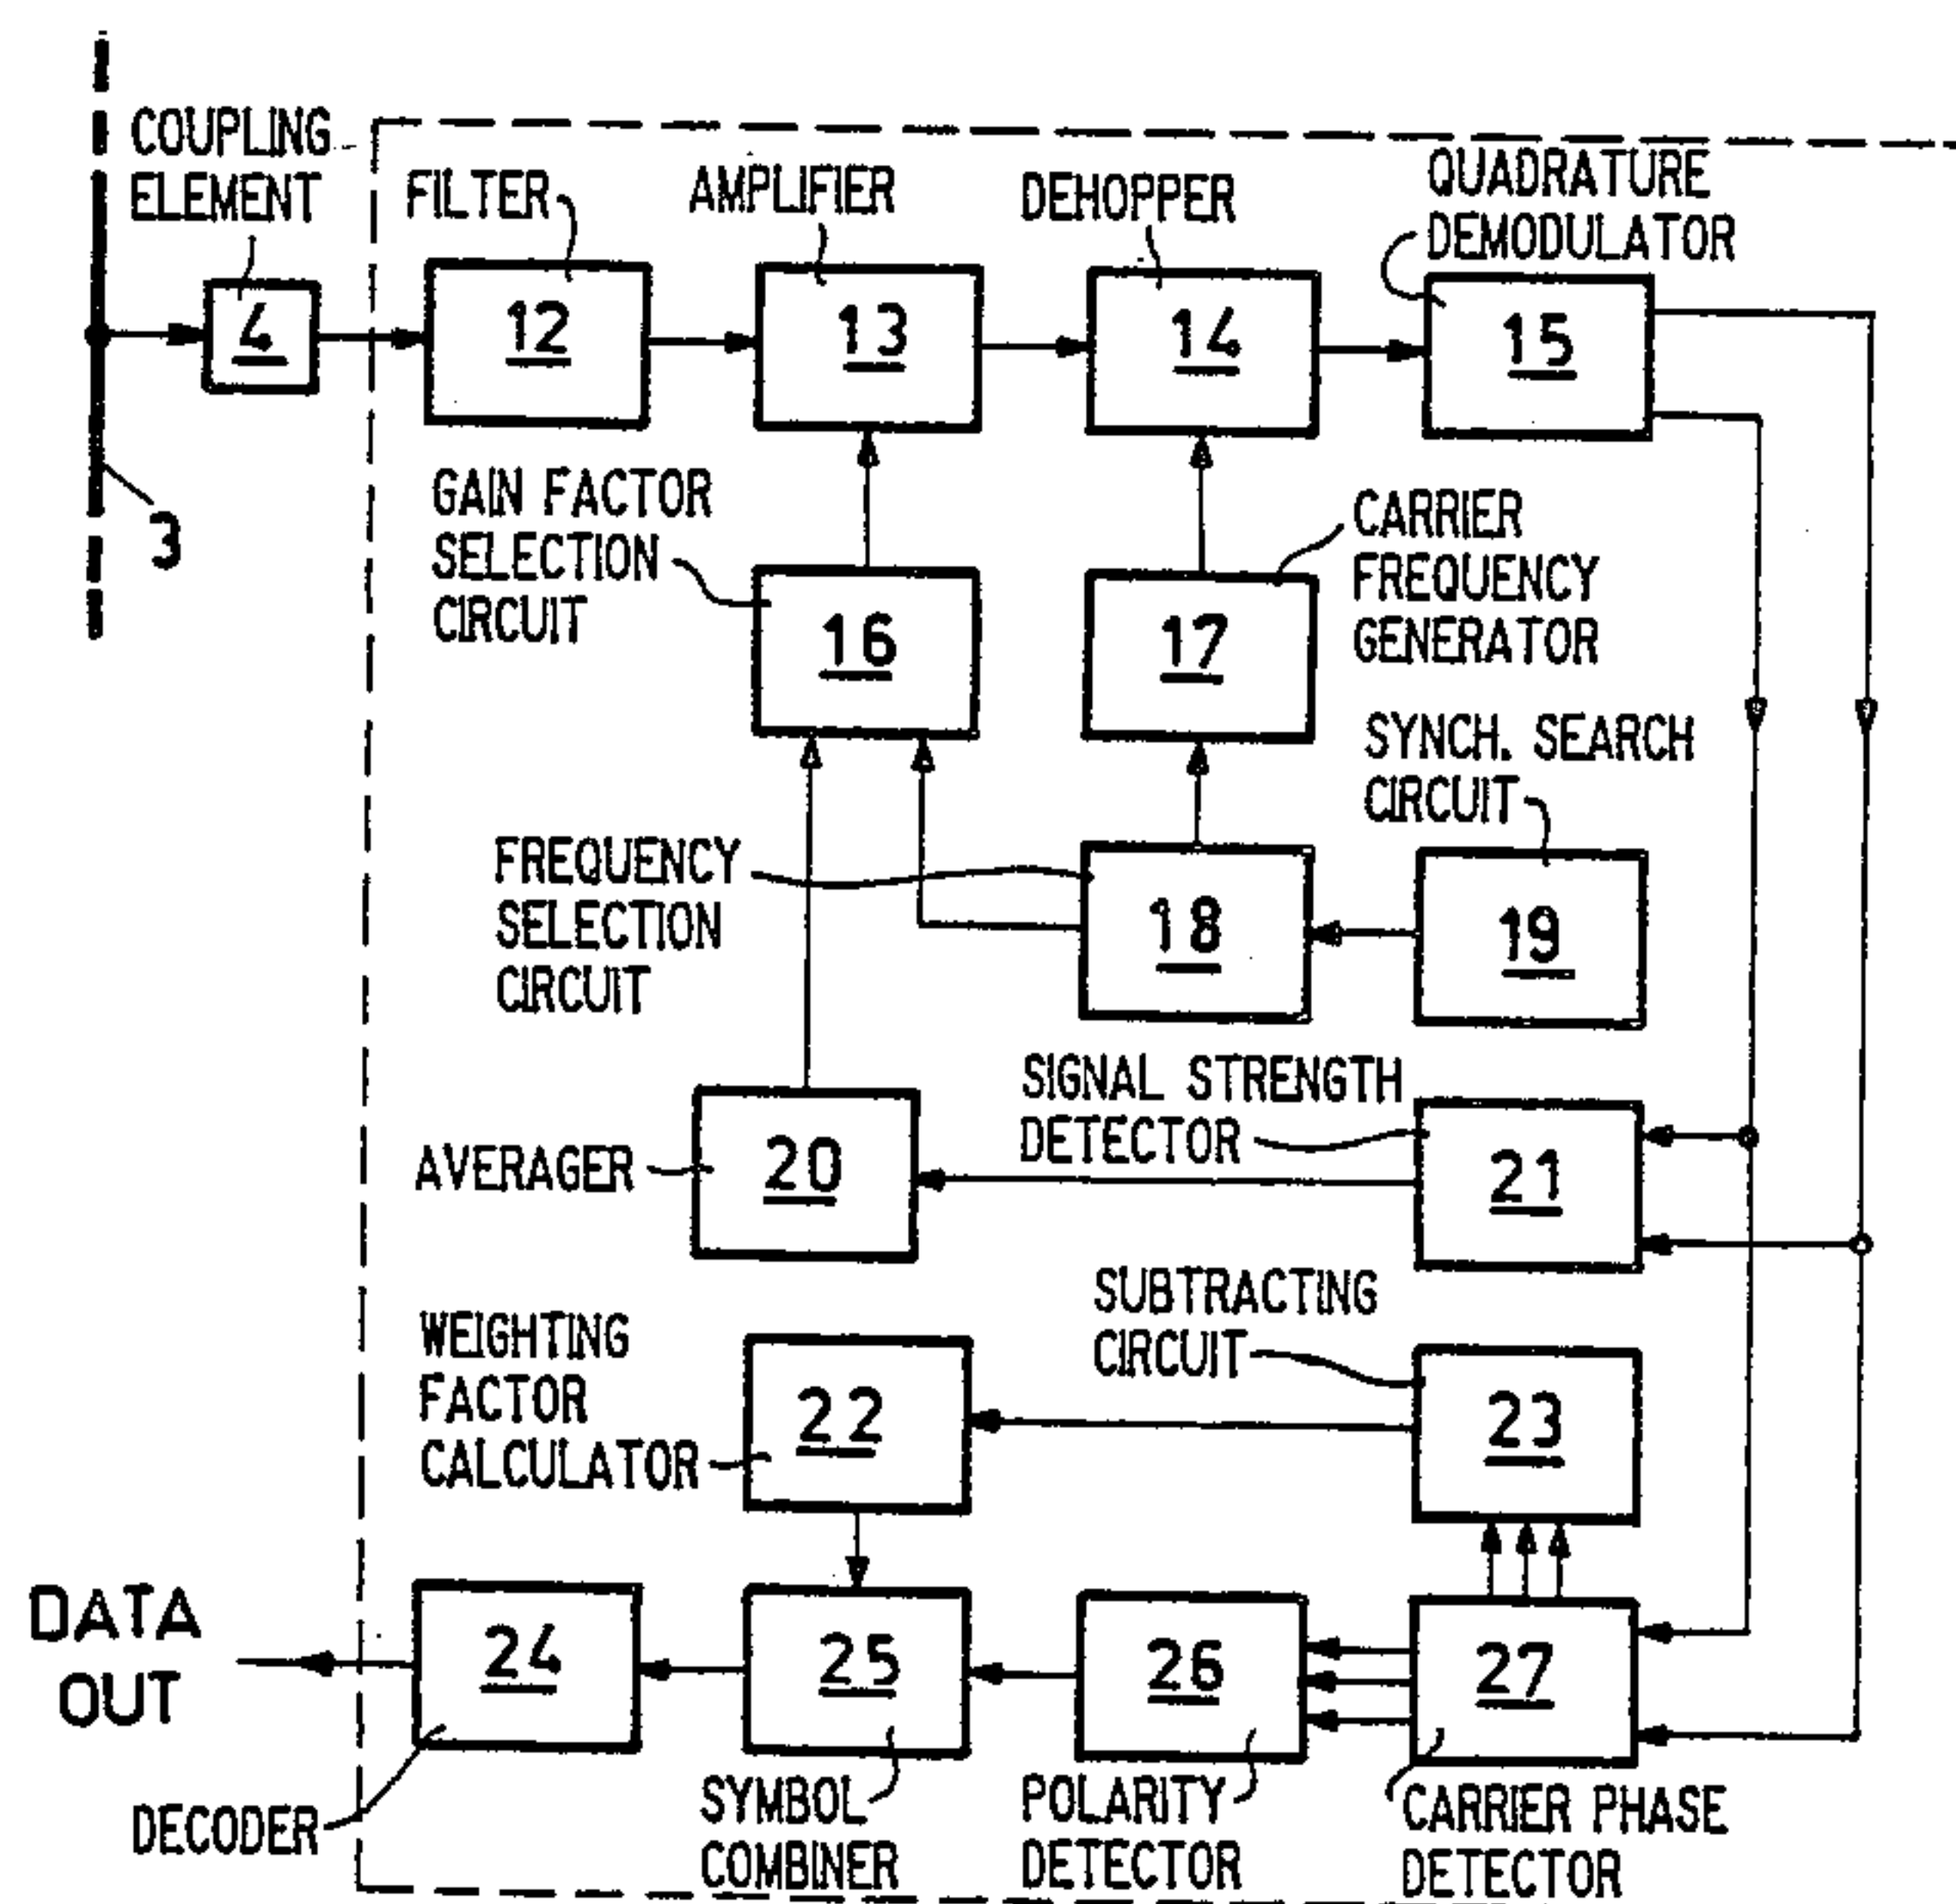 COUPLING
ELEMENT
FILTER
AMPLIFIER
DEHOPPER
QUADRATURE
DEMODULATOR
4
12
13
14
15
3
GAIN FACTOR
SELECTION
CIRCUIT
CARRIER
FREQUENCY
GENERATOR
16
17
SYNCH. SEARCH
CIRCUIT
FREQUENCY
SELECTION
CIRCUIT
18
19
SIGNAL STRENGTH
DETECTOR
AVERAGER
20
21
SUBTRACTING
CIRCUIT
WEIGHTING
FACTOR
CALCULATOR
22
23
DATA
OUT
24
25
26
27
DECODER
SYMBOL
COMBINER
POLARITY
DETECTOR
CARRIER PHASE
DETECTOR